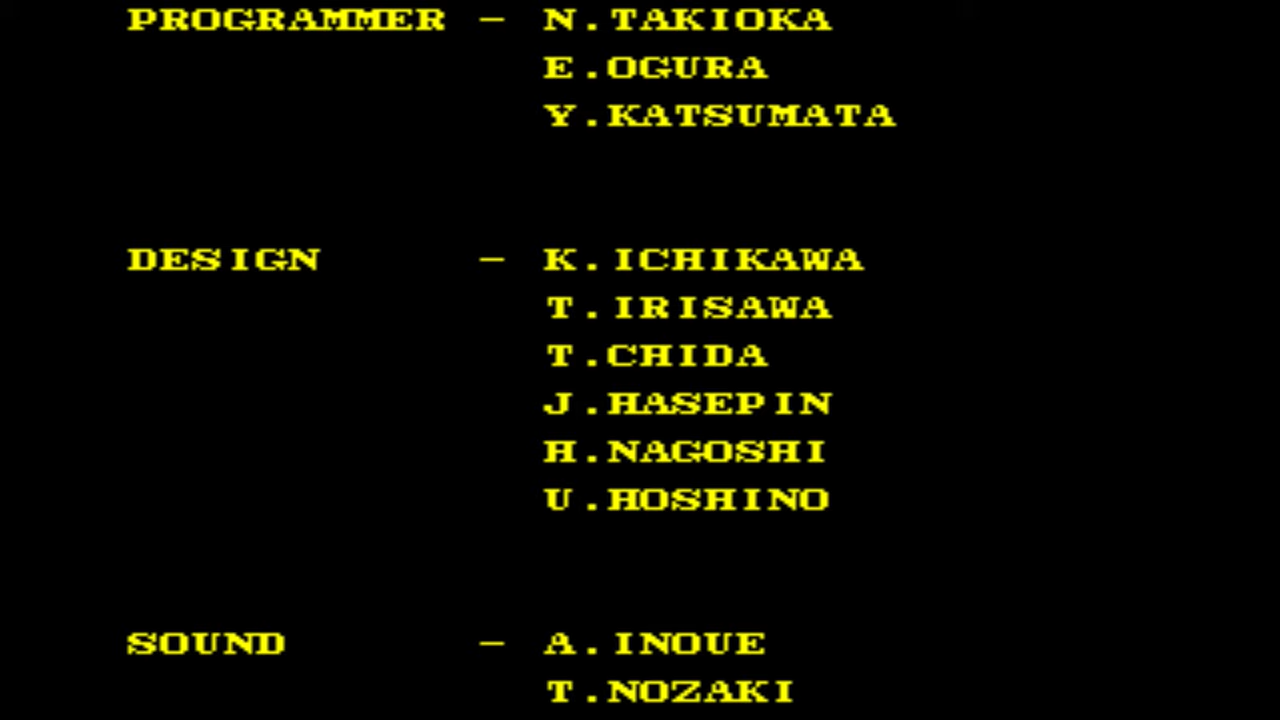 PROGRAMMER - N.TAKIOKA
E.OGURA
Y.KATSUMATA
DESIGN - K.ICHIKAWA
T.IRISAWA
T.CHIDA
J.HASEPIN
H.NAGOSHI
U.HOSHINO
SOUND - A.INOUE
T.NOZAKI